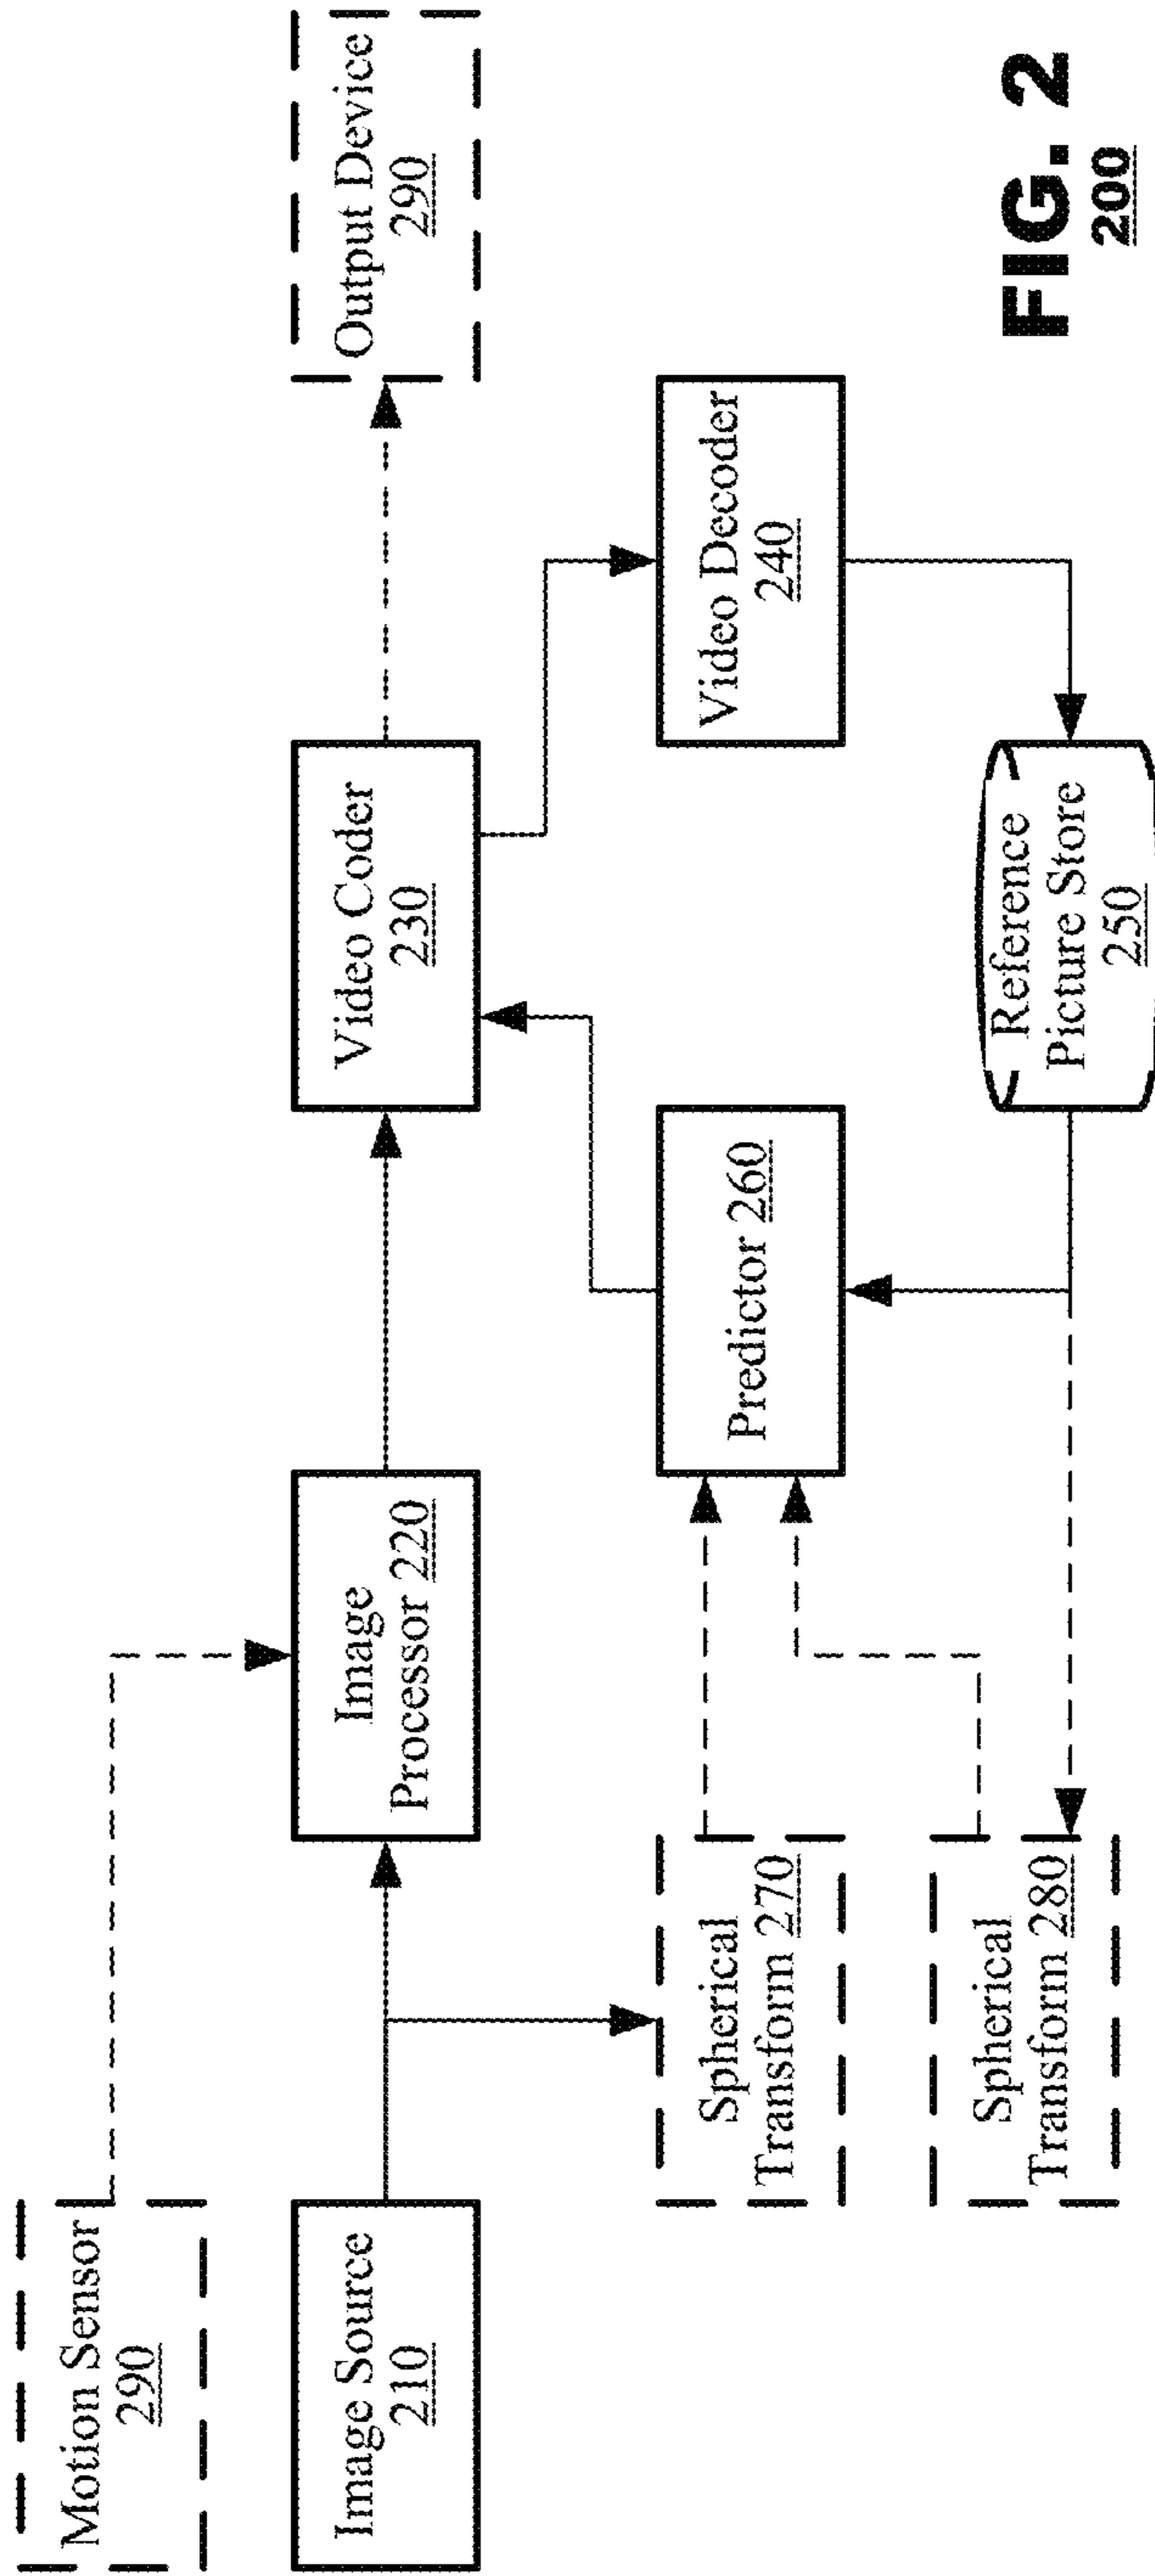 Motion Sensor
290
Image Source
210
Image
Processor 220
Video Coder
230
Output Device
290
Spherical
Transform 270
Predictor 260
Video Decoder
240
Spherical
Transform 280
Reference
Picture Store
250
FIG. 2
200